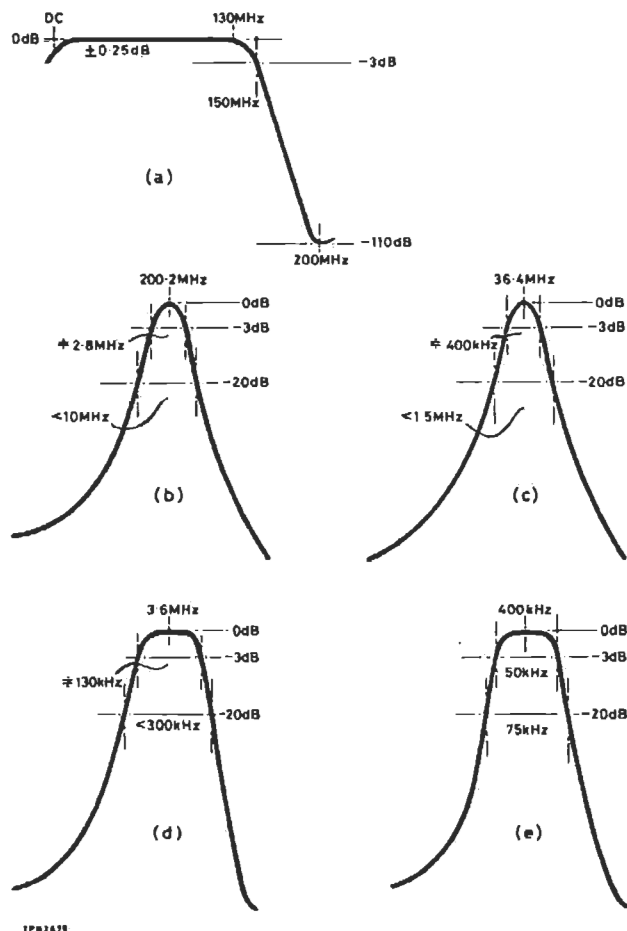 DC
130MHz
0dB
±0·25dB
-3dB
150MHz
(a)
-110dB
200MHz
200·2MHz
0dB
-3dB
≑ 2·8MHz
-20dB
<10MHz
(b)
36·4MHz
0dB
-3dB
≑ 400kHz
-20dB
<1·5MHz
(c)
3·6MHz
0dB
-3dB
≑130kHz
-20dB
<300kHz
(d)
400kHz
0dB
-3dB
50kHz
-20dB
75kHz
(e)